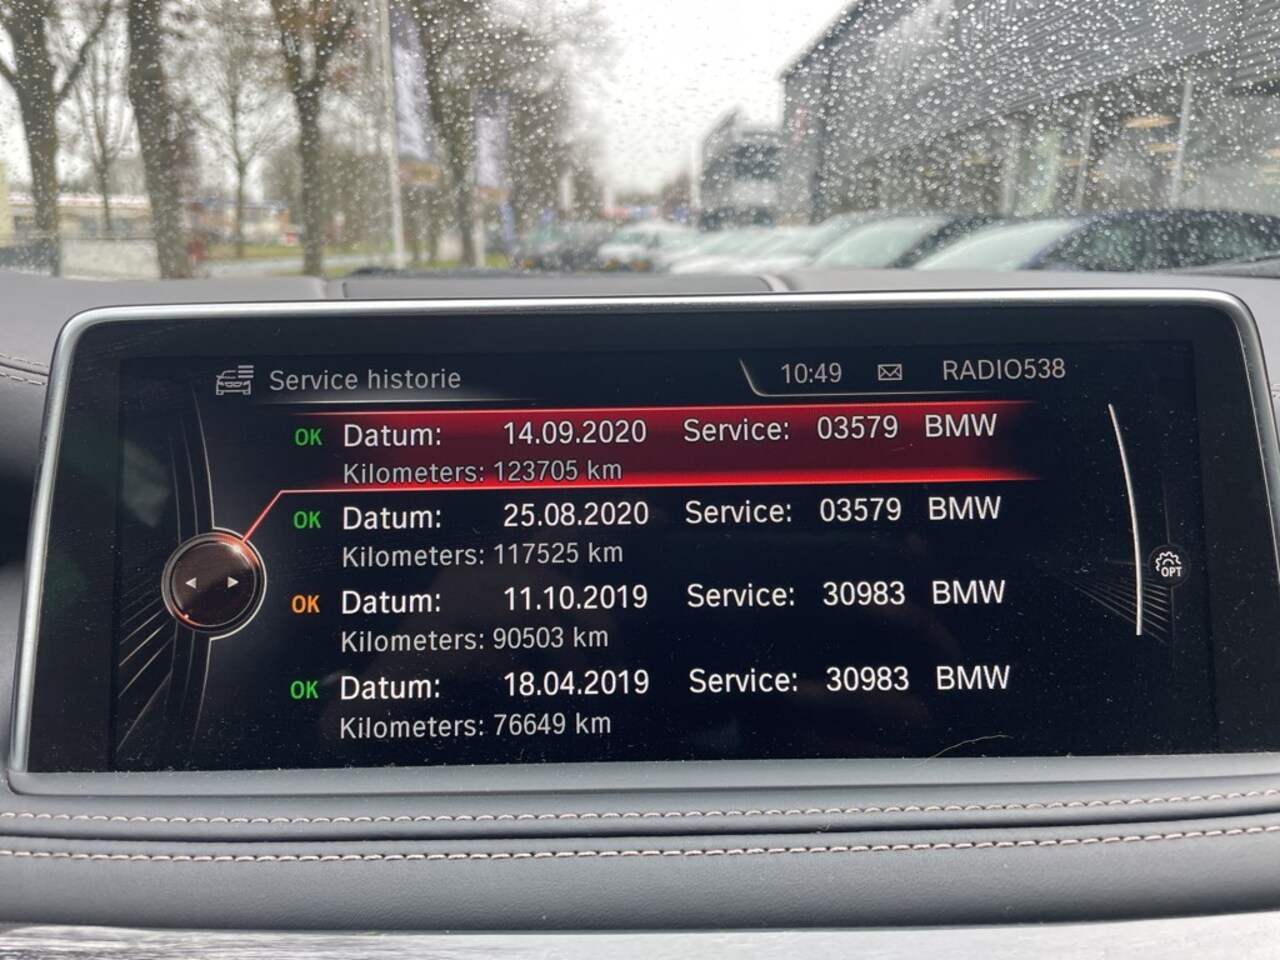 Service historie
10:49 RADIO538
OK Datum: 14.09.2020 Service: 03579 BMW
Kilometers: 123705 km
OK Datum: 25.08.2020 Service: 03579 BMW
Kilometers: 117525 km
OK Datum: 11.10.2019 Service: 30983 BMW
Kilometers: 90503 km
OK Datum: 18.04.2019 Service: 30983 BMW
Kilometers: 76649 km
OPT